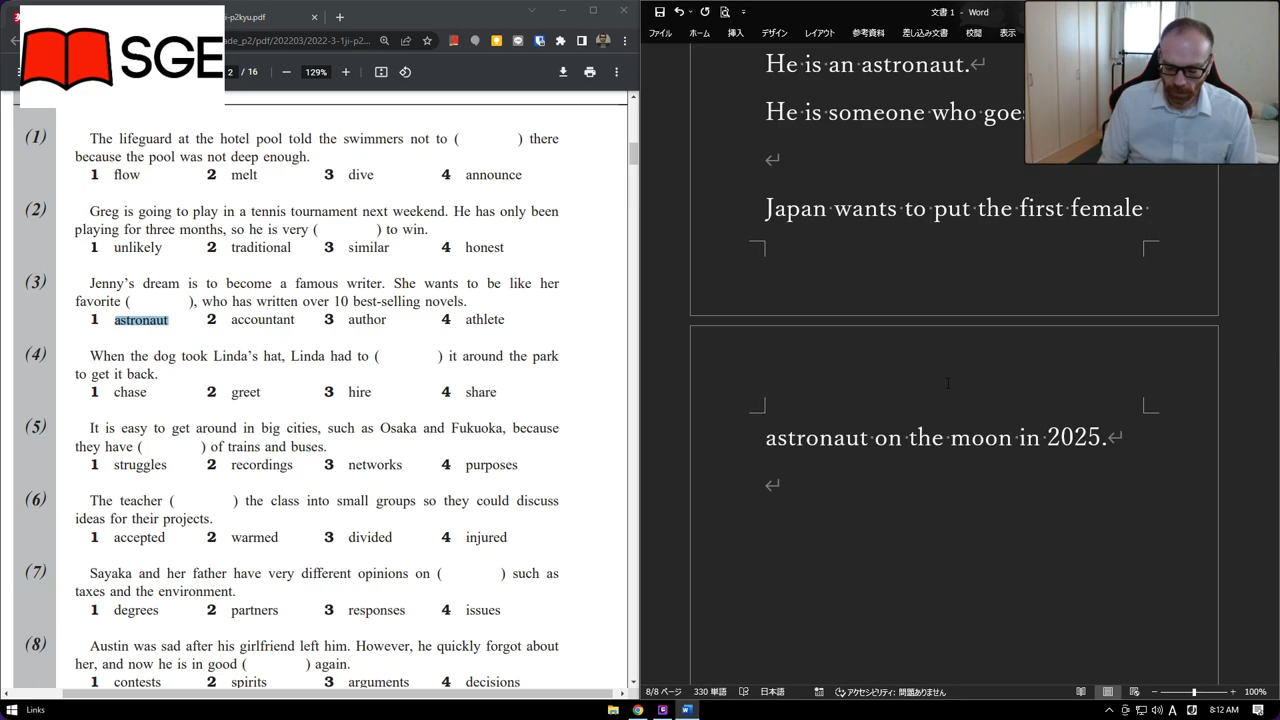 i-p2kyu.pdf
文書 1 - Word
SGE
ade_p2/pdf/202203/2022-3-1ji-p2...
2 / 16
129%
ファイル ホーム 挿入 デザイン レイアウト 参考資料 差し込み文書 校閲 表示
(1) The lifeguard at the hotel pool told the swimmers not to ( ) there
because the pool was not deep enough.
1 flow 2 melt 3 dive 4 announce
(2) Greg is going to play in a tennis tournament next weekend. He has only been
playing for three months, so he is very ( ) to win.
1 unlikely 2 traditional 3 similar 4 honest
(3) Jenny's dream is to become a famous writer. She wants to be like her
favorite ( ), who has written over 10 best-selling novels.
1 astronaut 2 accountant 3 author 4 athlete
(4) When the dog took Linda's hat, Linda had to ( ) it around the park
to get it back.
1 chase 2 greet 3 hire 4 share
(5) It is easy to get around in big cities, such as Osaka and Fukuoka, because
they have ( ) of trains and buses.
1 struggles 2 recordings 3 networks 4 purposes
(6) The teacher ( ) the class into small groups so they could discuss
ideas for their projects.
1 accepted 2 warmed 3 divided 4 injured
(7) Sayaka and her father have very different opinions on ( ) such as
taxes and the environment.
1 degrees 2 partners 3 responses 4 issues
(8) Austin was sad after his girlfriend left him. However, he quickly forgot about
her, and now he is in good ( ) again.
1 contests 2 spirits 3 arguments 4 decisions
He is an astronaut.
He is someone who goes
Japan wants to put the first female
astronaut on the moon in 2025.
8/8 ページ 330 単語 日本語 アクセシビリティ: 問題ありません 100%
Links
8:12 AM